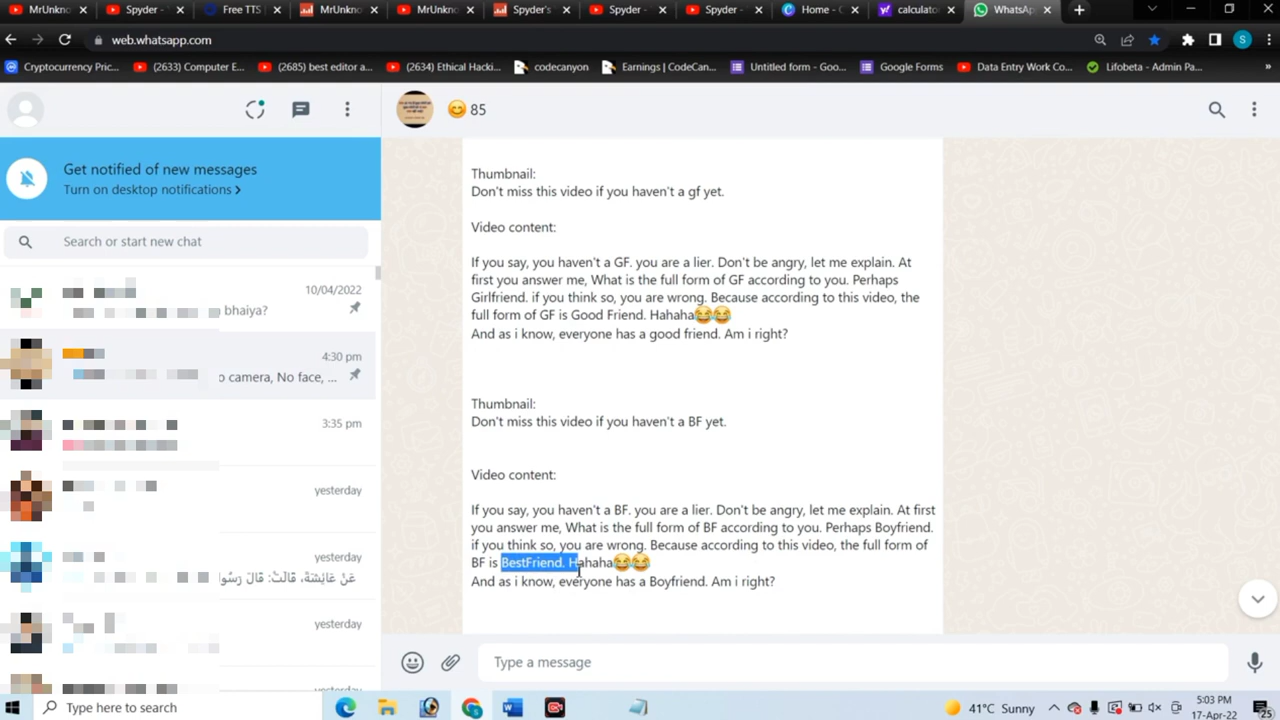 MrUnkno
Spyder -
Free TTS
MrUnkno
MrUnkno
Spyder's
Spyder -
Spyder -
Home - C
calculato
WhatsAp
web.whatsapp.com
Cryptocurrency Pric...
(2633) Computer E...
(2685) best editor a...
(2634) Ethical Hacki...
codecanyon
Earnings | CodeCan...
Untitled form - Goo...
Google Forms
Data Entry Work Co...
Lifobeta - Admin Pa...
»
85
Get notified of new messages
Turn on desktop notifications >
Search or start new chat
10/04/2022
bhaiya?
4:30 pm
o camera, No face, ...
3:35 pm
yesterday
yesterday
عَنْ عَائِشَةَ، قَالَتْ: قَالَ رَسُو
yesterday
yesterday
Thumbnail:
Don't miss this video if you haven't a gf yet.
Video content:
If you say, you haven't a GF. you are a lier. Don't be angry, let me explain. At
first you answer me, What is the full form of GF according to you. Perhaps
Girlfriend. if you think so, you are wrong. Because according to this video, the
full form of GF is Good Friend. Hahaha😂😂
And as i know, everyone has a good friend. Am i right?
Thumbnail:
Don't miss this video if you haven't a BF yet.
Video content:
If you say, you haven't a BF. you are a lier. Don't be angry, let me explain. At first
you answer me, What is the full form of BF according to you. Perhaps Boyfriend.
if you think so, you are wrong. Because according to this video, the full form of
BF is BestFriend. Hahaha😂😂
And as i know, everyone has a Boyfriend. Am i right?
Type a message
Type here to search
41°C Sunny
5:03 PM
17-Apr-22